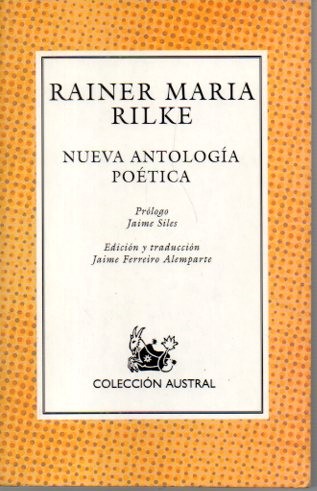 RAINER MARIA
RILKE
NUEVA ANTOLOGÍA
POÉTICA
Prólogo
Jaime Siles
Edición y traducción
Jaime Ferreiro Alemparte
COLECCIÓN AUSTRAL